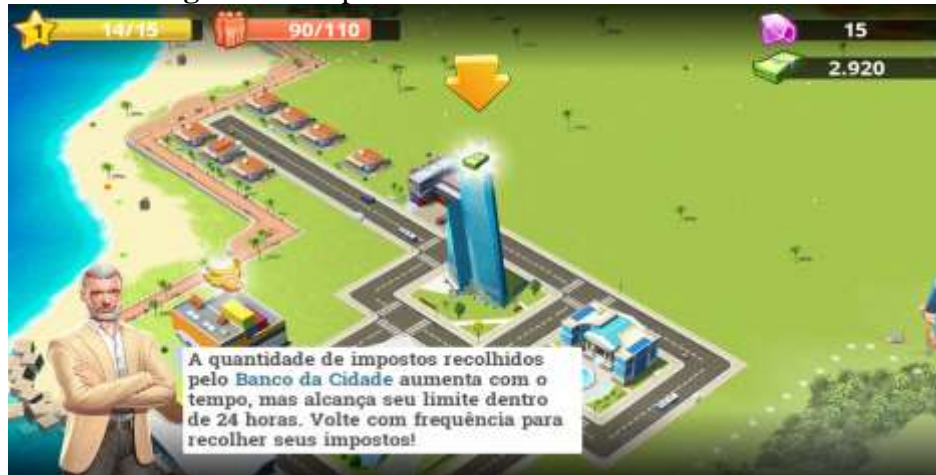 1 14/15 90/110 15
2.920
A quantidade de impostos recolhidos
pelo Banco da Cidade aumenta com o
tempo, mas alcança seu limite dentro
de 24 horas. Volte com frequência para
recolher seus impostos!